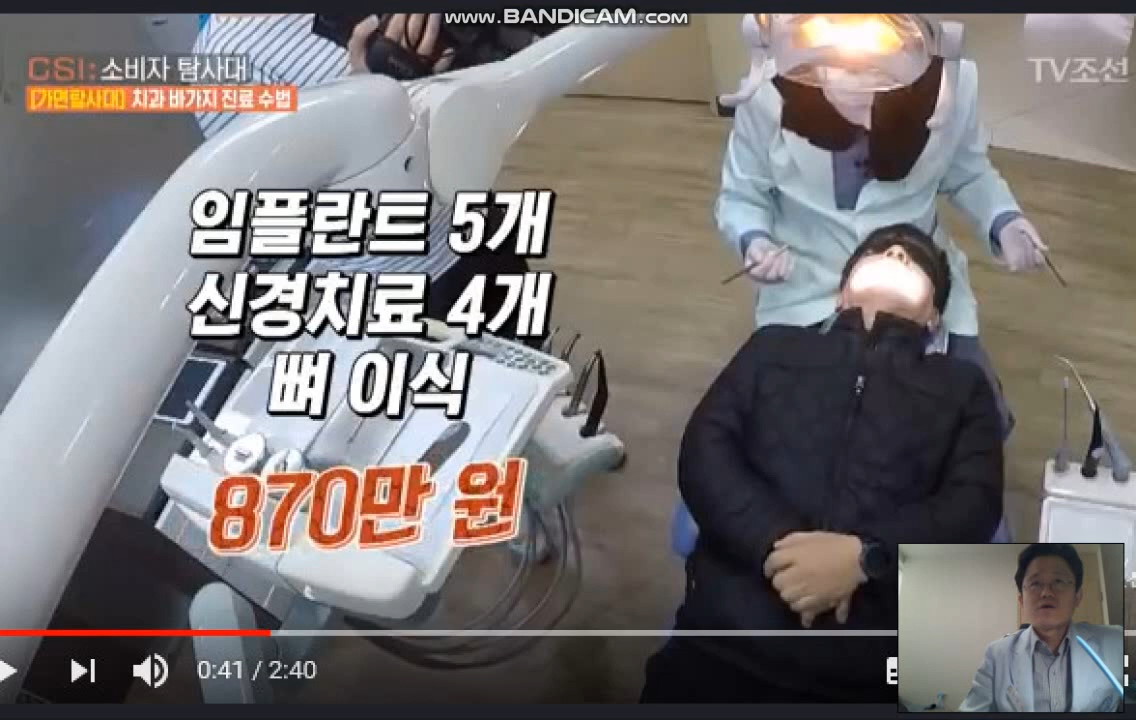 www.BANDICAM.com
CSI: 소비자 탐사대
TV조선
[가면탐사대] 치과 바가지 진료 수법
임플란트 5개
신경치료 4개
뼈 이식
870만 원
0:41 / 2:40